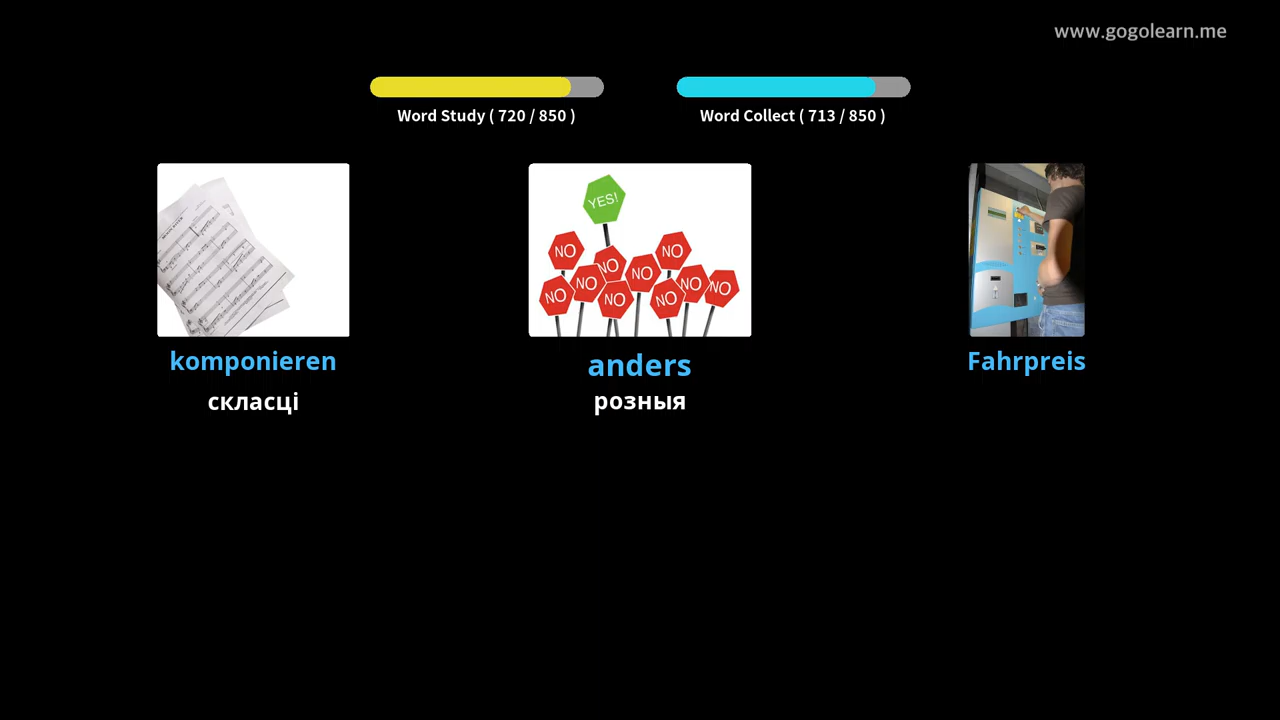 www.gogolearn.me
Word Study ( 720 / 850 )
Word Collect ( 713 / 850 )
YES!
NO
NO
NO
NO
NO
NO
NO
NO
NO
NO
komponieren
anders
Fahrpreis
скласці
розныя